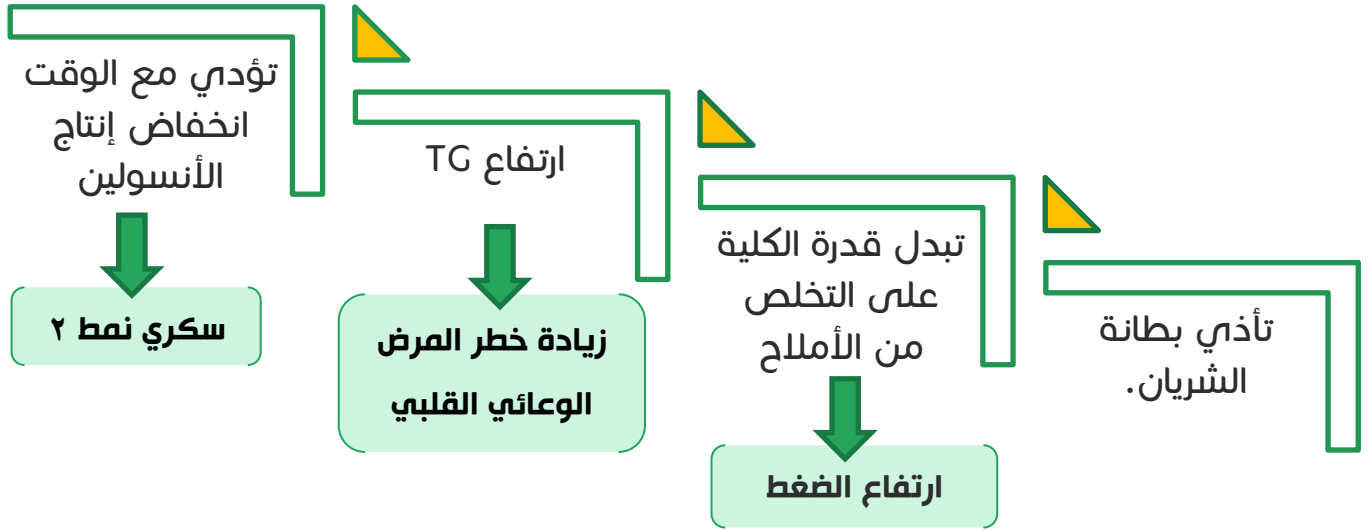 تأذي بطانة
الشريان.
تبدل قدرة الكلية
على التخلص
من الأملاح
ارتفاع الضغط
ارتفاع TG
زيادة خطر المرض
الوعائي القلبي
تؤدي مع الوقت
انخفاض إنتاج
الأنسولين
سكري نمط ٢